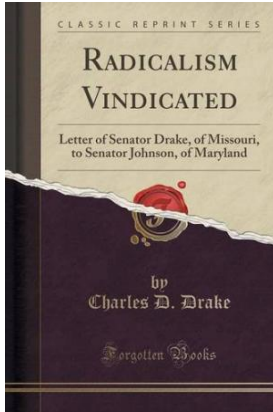 CLASSIC REPRINT SERIES
RADICALISM
VINDICATED
Letter of Senator Drake, of Missouri,
to Senator Johnson, of Maryland
by
Charles D. Drake
Forgotten Books